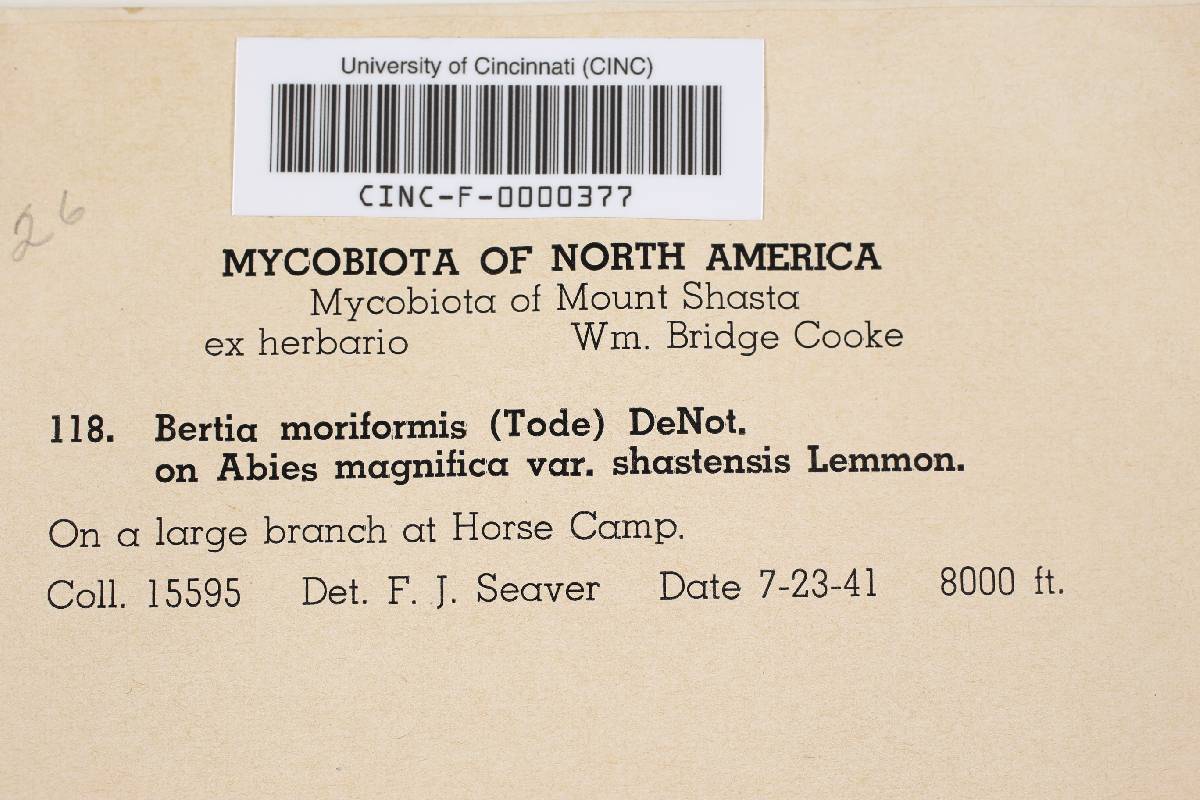 University of Cincinnati (CINC)
CINC-F-0000377
26
MYCOBIOTA OF NORTH AMERICA
Mycobiota of Mount Shasta
ex herbario Wm. Bridge Cooke
118. Bertia moriformis (Tode) DeNot.
on Abies magnifica var. shastensis Lemmon.
On a large branch at Horse Camp.
Coll. 15595 Det. F. J. Seaver Date 7-23-41 8000 ft.